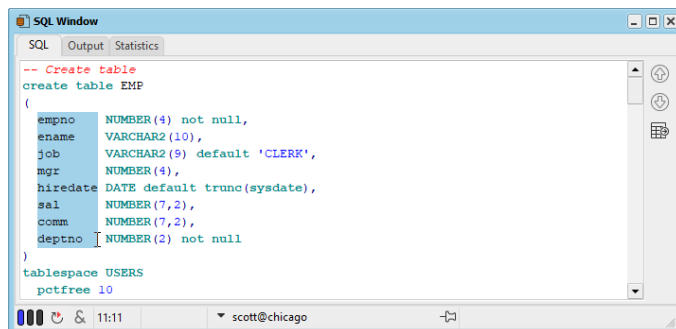 SQL Window
SQL Output Statistics
-- Create table
create table EMP
(
empno NUMBER(4) not null,
ename VARCHAR2(10),
job VARCHAR2(9) default 'CLERK',
mgr NUMBER(4),
hiredate DATE default trunc(sysdate),
sal NUMBER(7,2),
comm NUMBER(7,2),
deptno NUMBER(2) not null
)
tablespace USERS
pctfree 10
& 11:11 scott@chicago